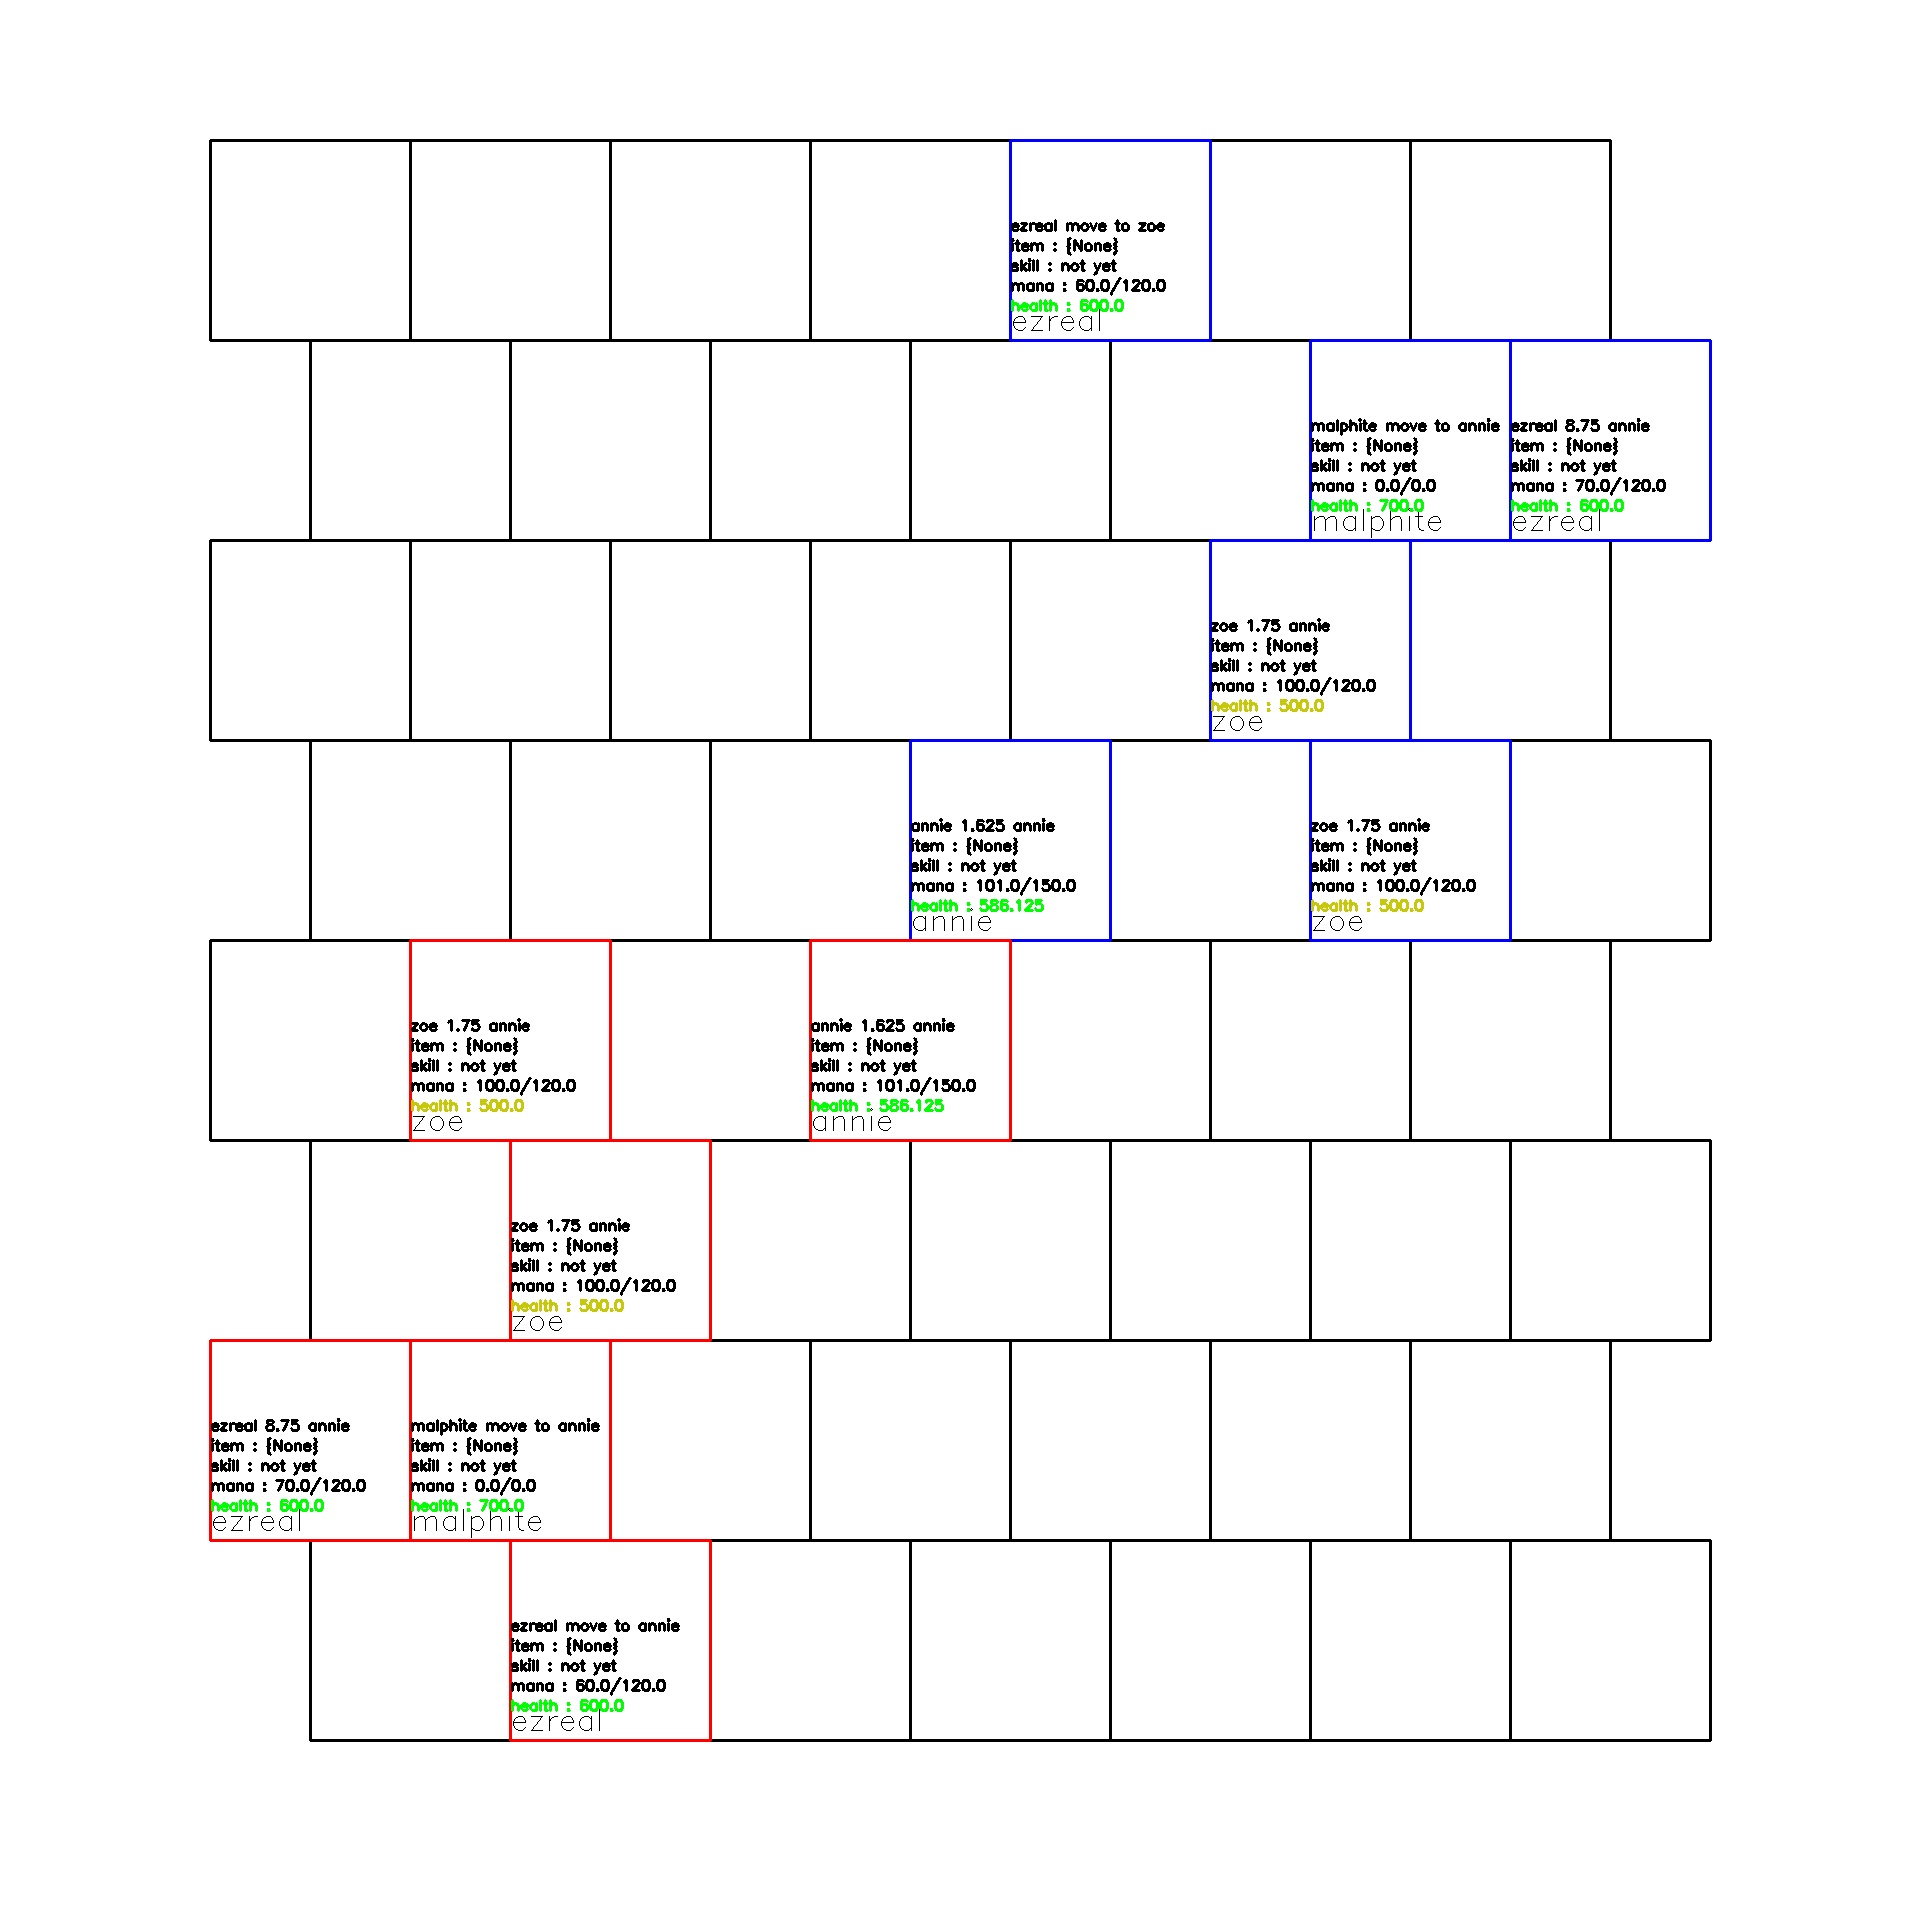 ezreal move to zoe
item : {None}
skill : not yet
mana : 60.0/120.0
health : 600.0
ezreal
malphite move to annie
item : {None}
skill : not yet
mana : 0.0/0.0
health : 700.0
malphite
ezreal 8.75 annie
item : {None}
skill : not yet
mana : 70.0/120.0
health : 600.0
ezreal
zoe 1.75 annie
item : {None}
skill : not yet
mana : 100.0/120.0
health : 500.0
zoe
annie 1.625 annie
item : {None}
skill : not yet
mana : 101.0/150.0
health : 586.125
annie
zoe 1.75 annie
item : {None}
skill : not yet
mana : 100.0/120.0
health : 500.0
zoe
zoe 1.75 annie
item : {None}
skill : not yet
mana : 100.0/120.0
health : 500.0
zoe
annie 1.625 annie
item : {None}
skill : not yet
mana : 101.0/150.0
health : 586.125
annie
zoe 1.75 annie
item : {None}
skill : not yet
mana : 100.0/120.0
health : 500.0
zoe
ezreal 8.75 annie
item : {None}
skill : not yet
mana : 70.0/120.0
health : 600.0
ezreal
malphite move to annie
item : {None}
skill : not yet
mana : 0.0/0.0
health : 700.0
malphite
ezreal move to annie
item : {None}
skill : not yet
mana : 60.0/120.0
health : 600.0
ezreal